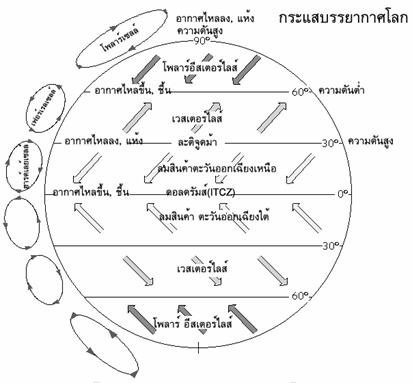 กระแสบรรยากาศโลก
อากาศไหลลง, แห้ง
ความดันสูง
90°
โพลาร์เซลล์
โพลาร์อีสเตอร์ไลส์
อากาศไหลขึ้น, ชื้น
60°
ความดันต่ำ
เฟอร์เรลเซลล์
เวสเตอร์ไลส์
อากาศไหลลง, แห้ง
ละติจูดม้า
30°
ความดันสูง
ฮารดเลย์เซลล์
ลมสินค้าตะวันออกเฉียงเหนือ
อากาศไหลขึ้น, ชื้น
ดอลดรัมส์(ITCZ)
0°
ลมสินค้า ตะวันออกเฉียงใต้
30°
เวสเตอร์ไลส์
60°
โพลาร์ อีสเตอร์ไลส์